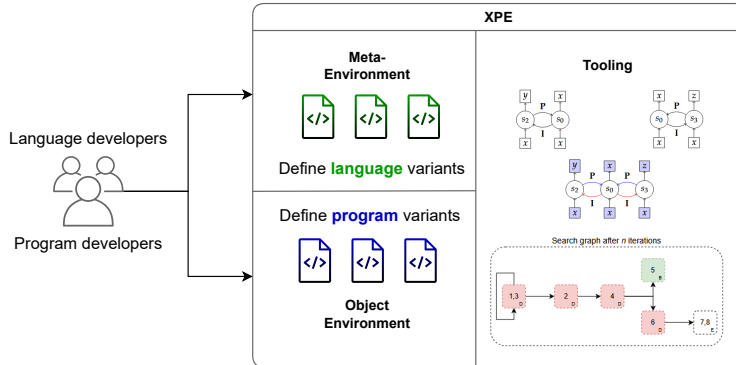 XPE
Language developers
Program developers
Meta-
Environment
</>
</>
</>
Define language variants
Define program variants
</>
</>
</>
Object
Environment
Tooling
y x
P
s2 s0
I
x x
x z
P
s0 s3
I
x x
y x z
P P
s2 s0 s3
I I
x x x
Search graph after n iterations
5
B
1,3
D
2
D
4
D
6
D
7,8
E